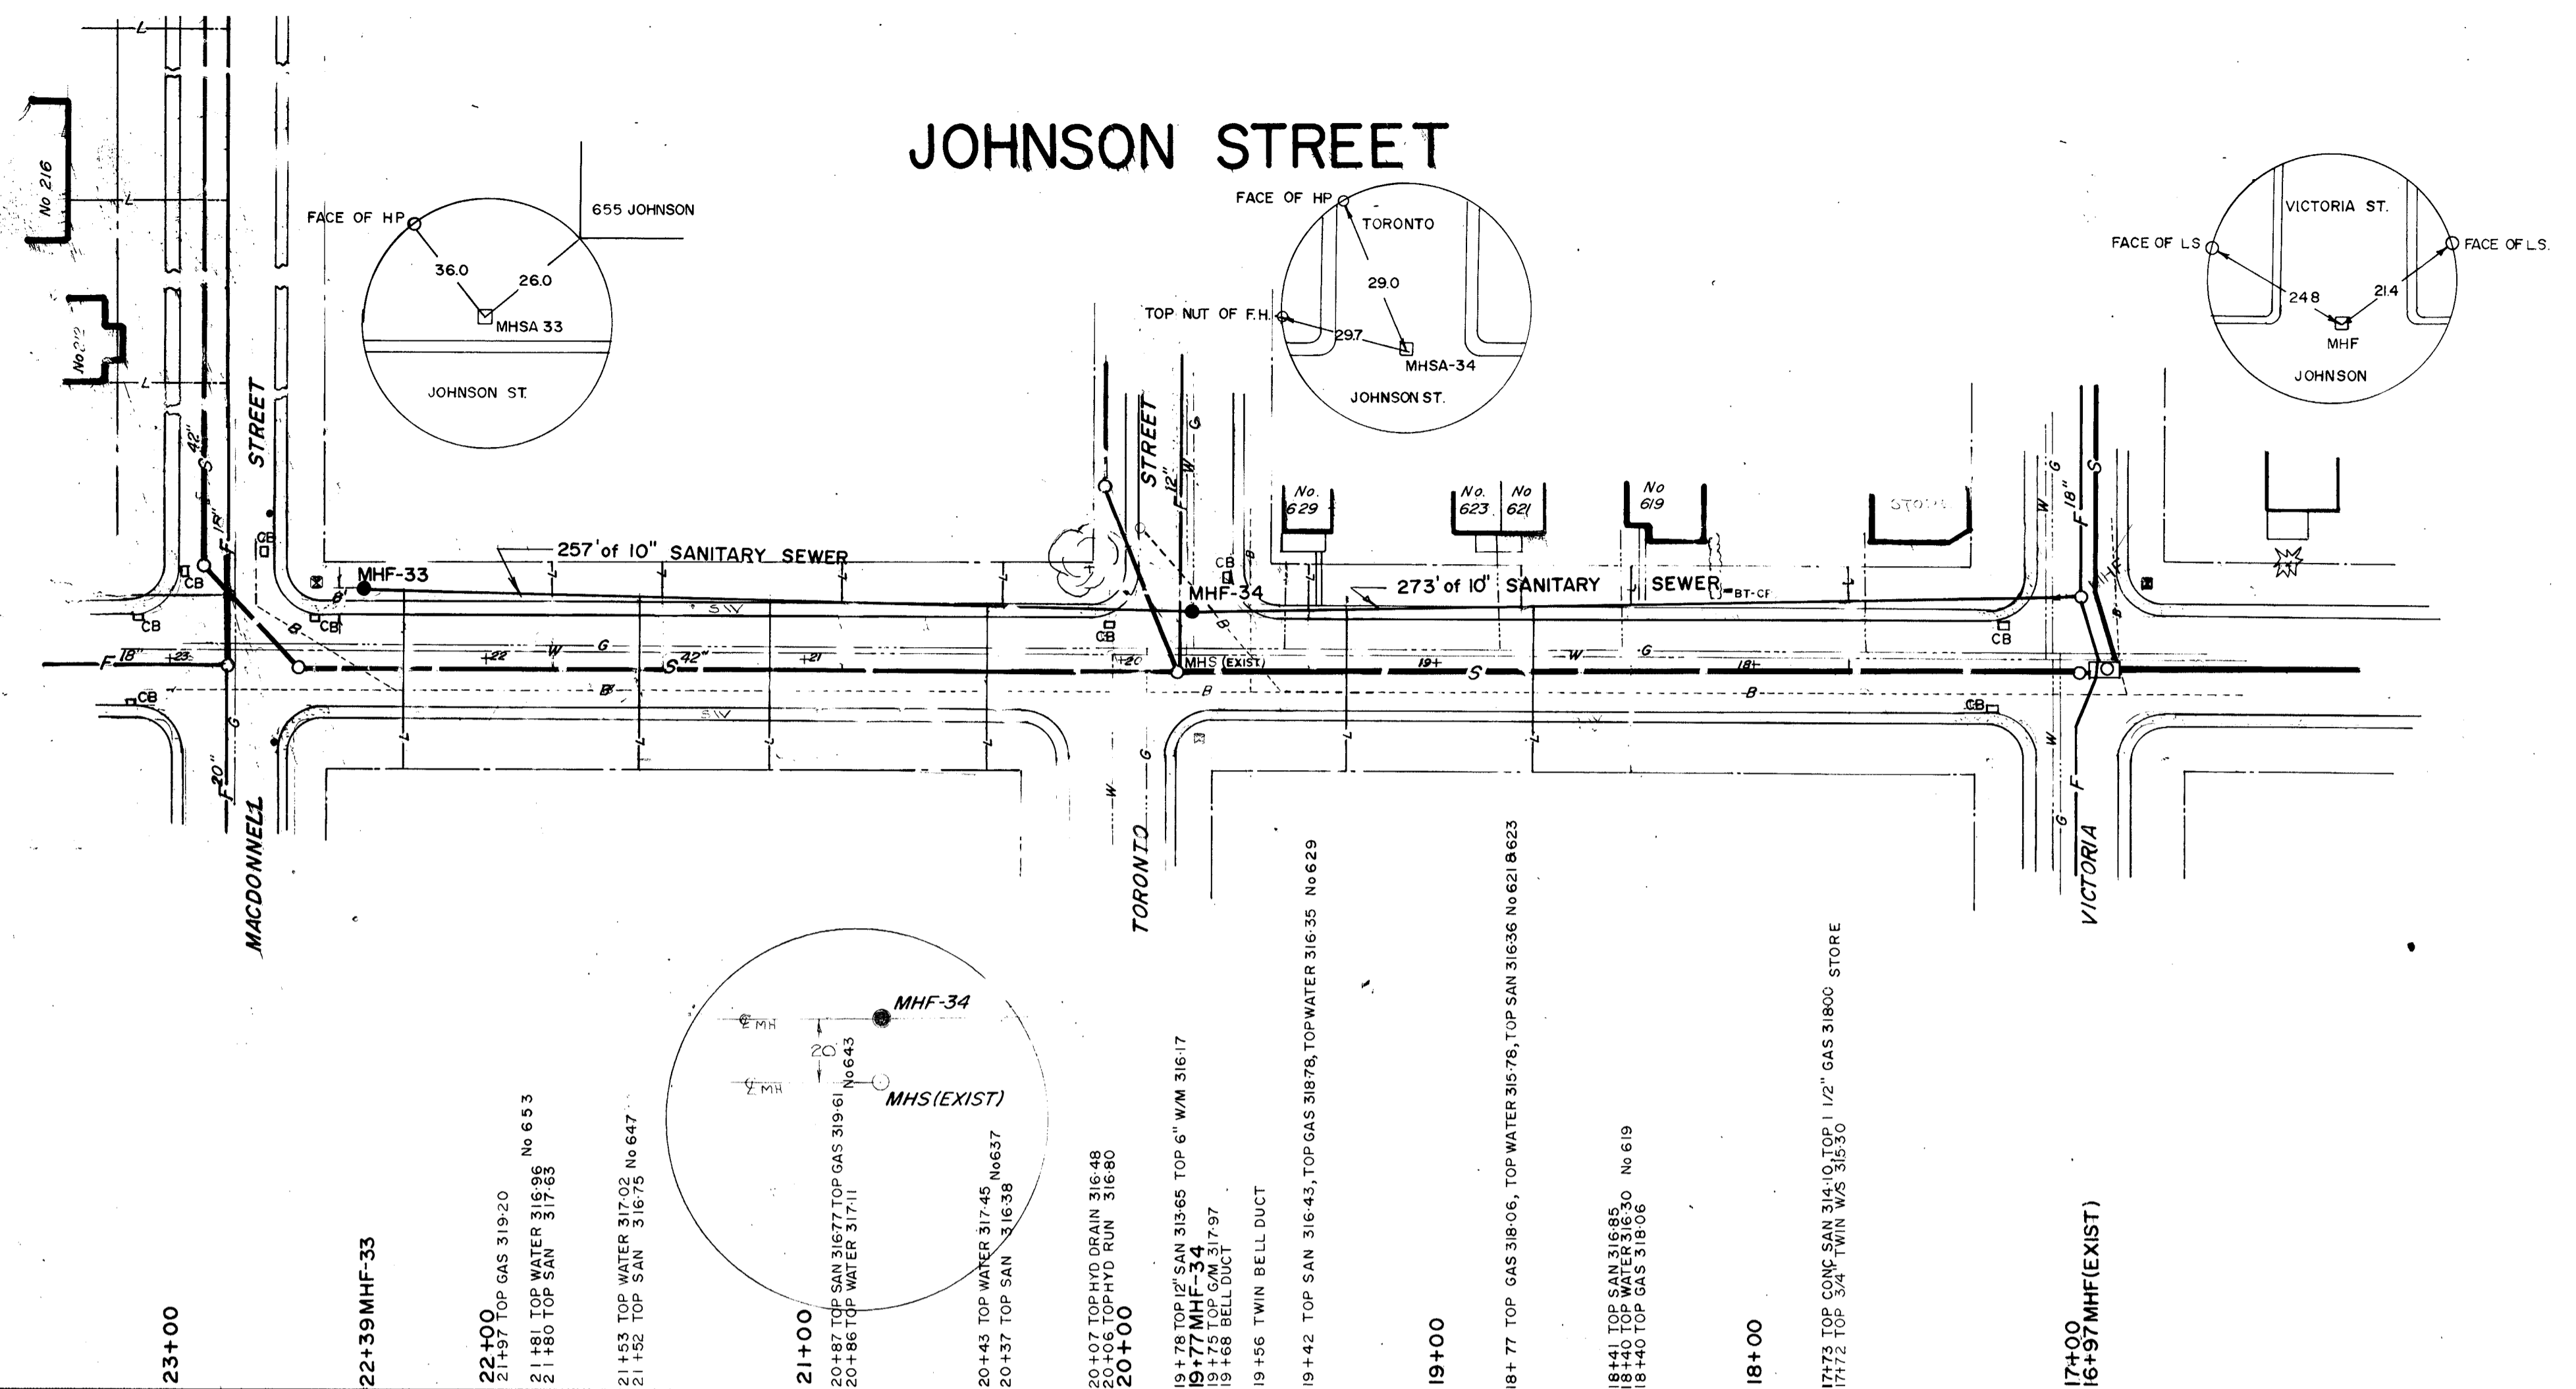 JOHNSON STREET
FACE OF HP
655 JOHNSON
36.0
26.0
MHSA 33
JOHNSON ST.
FACE OF HP
TORONTO
29.0
TOP NUT OF F.H.
29.7
MHSA-34
JOHNSON ST.
VICTORIA ST.
FACE OF LS
FACE OF LS.
24.8
21.4
MHF
JOHNSON
No 216
STREET
42"
S
18"
F
CB
CB
CB
CB
CB
MHF-33
257' of 10" SANITARY SEWER
STREET
12"
F
W
G
CB
CB
MHF-34
No. 629
No. 623
No 621
No 619
STORE
273' of 10" SANITARY SEWER
BT-CP
W
G
18"
F
S
CB
CB
F 18"
+23
+22
W
G
S 42"
+21
+20
MHS (EXIST)
19+
S
W
G
18+
B
B
B
SW
SW
F 20"
G
MACDONNELL
W
G
TORONTO
W
F
G
VICTORIA
MHF-34
℄ MH
20
℄ MH
MHS (EXIST)
23+00
22+39 MHF-33
22+00
21+97 TOP GAS 319.20
21+81 TOP WATER 316.96 No 653
21+80 TOP SAN 317.63
21+53 TOP WATER 317.02 No 647
21+52 TOP SAN 316.75
21+00
20+87 TOP SAN 316.77 TOP GAS 319.61 No 643
20+86 TOP WATER 317.11
20+43 TOP WATER 317.45 No 637
20+37 TOP SAN 316.38
20+07 TOP HYD DRAIN 316.48
20+06 TOP HYD RUN 316.80
20+00
19+78 TOP 12" SAN 313.65 TOP 6" W/M 316.17
19+77 MHF-34
19+75 TOP G/M 317.97
19+68 BELL DUCT
19+56 TWIN BELL DUCT
19+42 TOP SAN 316.43, TOP GAS 318.78, TOP WATER 316.35 No 629
19+00
18+77 TOP GAS 318.06, TOP WATER 315.78, TOP SAN 316.36 No 621 & 623
18+41 TOP SAN 316.85
18+40 TOP WATER 316.30 No 619
18+40 TOP GAS 318.06
18+00
17+73 TOP CONC SAN 314.10, TOP 1 1/2" GAS 318.00 STORE
17+72 TOP 3/4" TWIN W/S 315.30
17+00
16+97 MHF (EXIST)